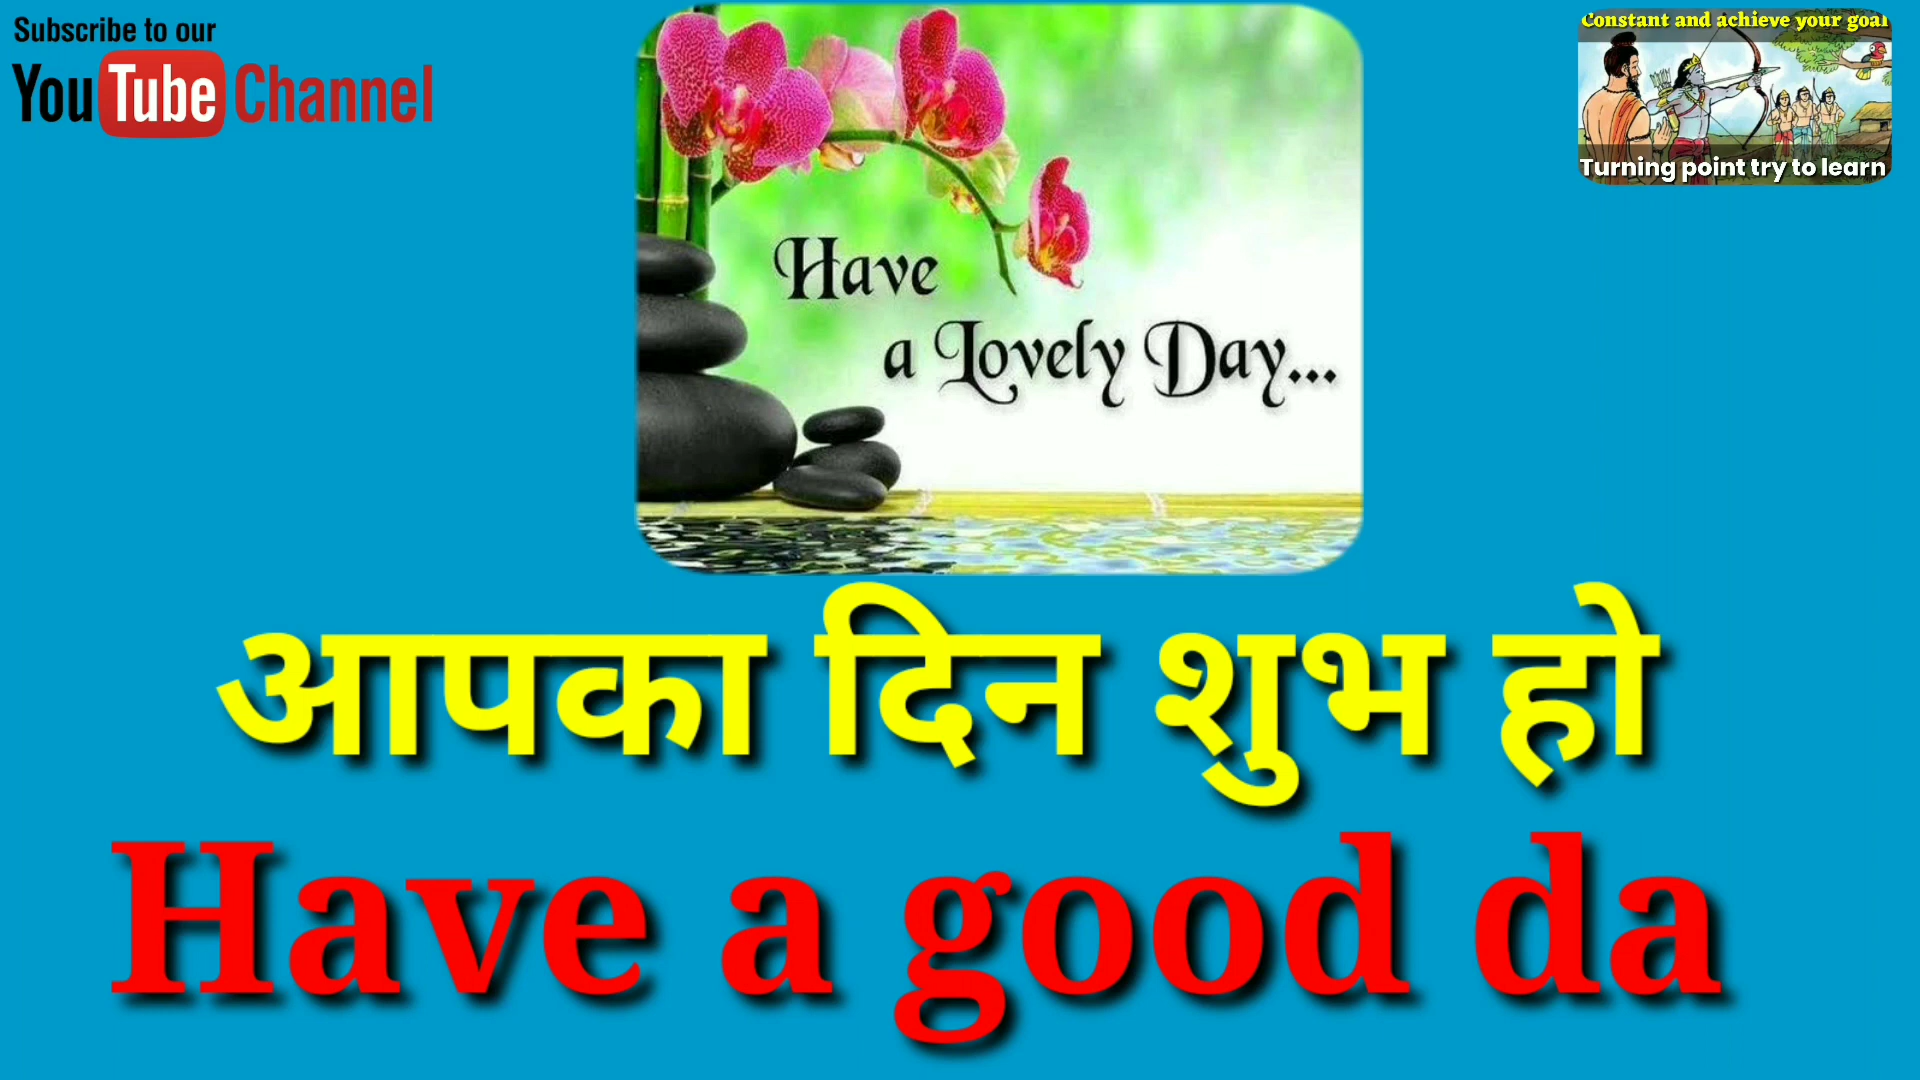 Subscribe to our
YouTube Channel
Constant and achieve your goal
Turning point try to learn
Have
a Lovely Day...
आपका दिन शुभ हो
Have a good da